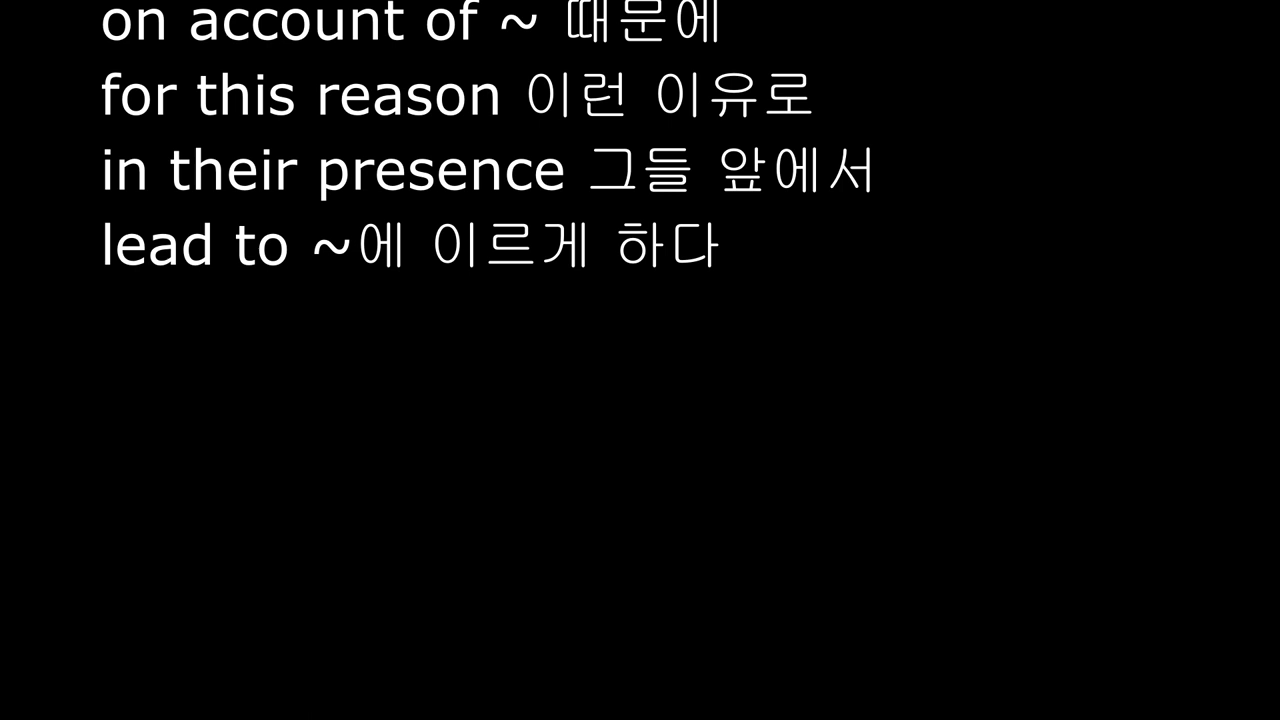 on account of ~ 때문에
for this reason 이런 이유로
in their presence 그들 앞에서
lead to ~에 이르게 하다